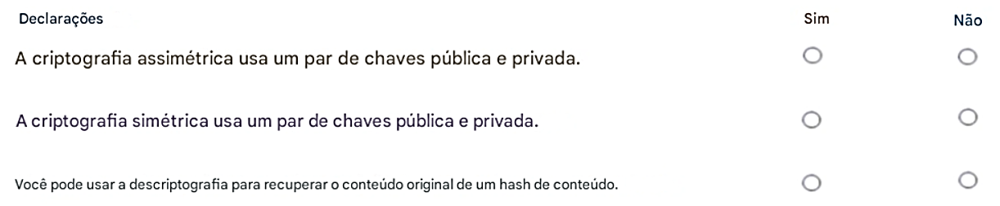 Declarações Sim Não
A criptografia assimétrica usa um par de chaves pública e privada.
A criptografia simétrica usa um par de chaves pública e privada.
Você pode usar a descriptografia para recuperar o conteúdo original de um hash de conteúdo.